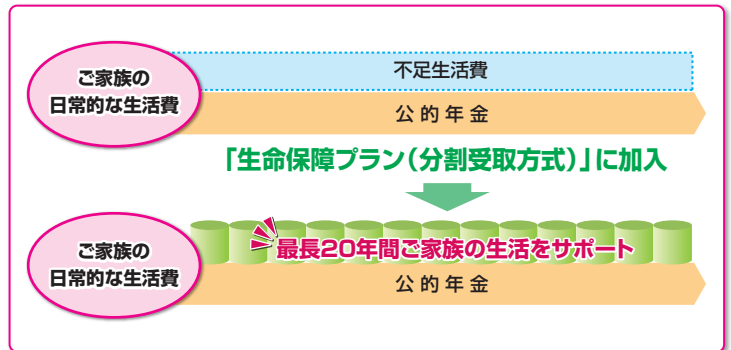 ご家族の
日常的な生活費
不足生活費
公的年金
「生命保障プラン（分割受取方式）」に加入
ご家族の
日常的な生活費
最長20年間ご家族の生活をサポート
公的年金